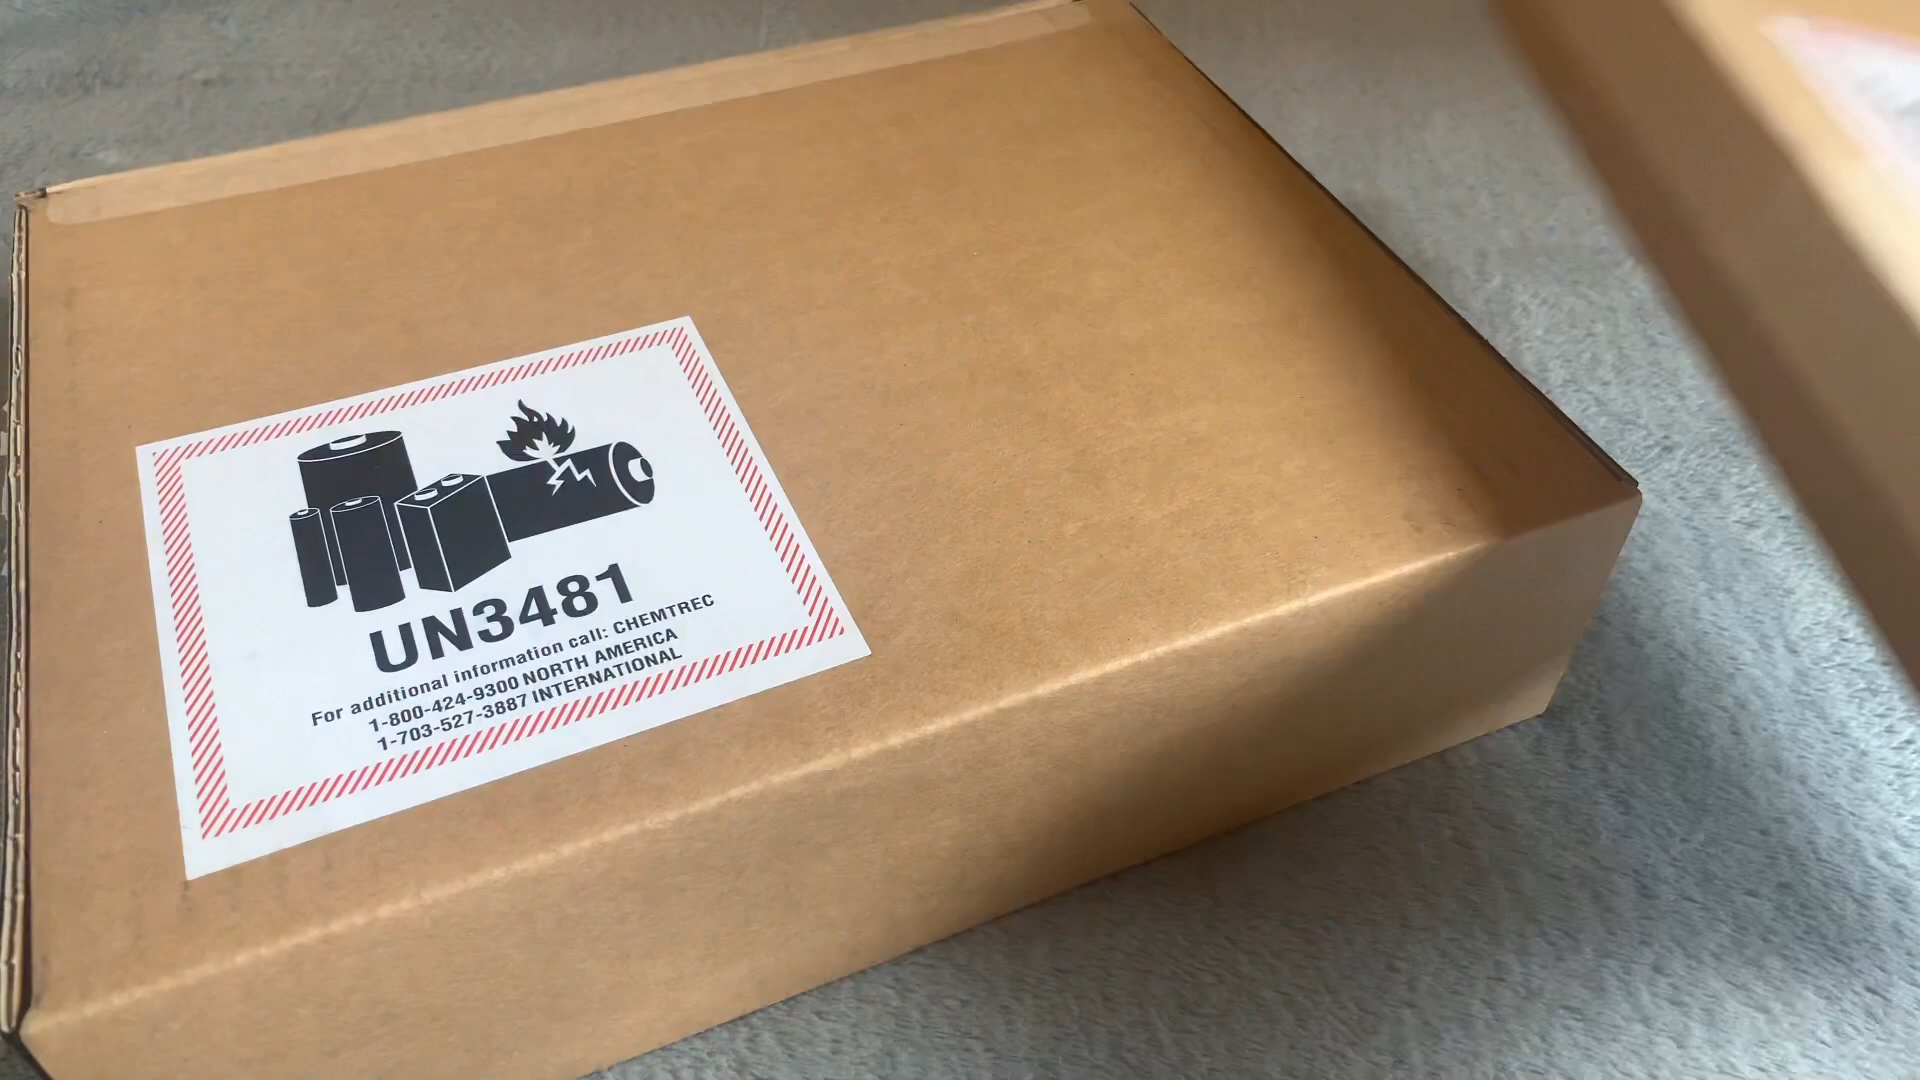 UN3481
For additional information call: CHEMTREC
1-800-424-9300 NORTH AMERICA
1-703-527-3887 INTERNATIONAL